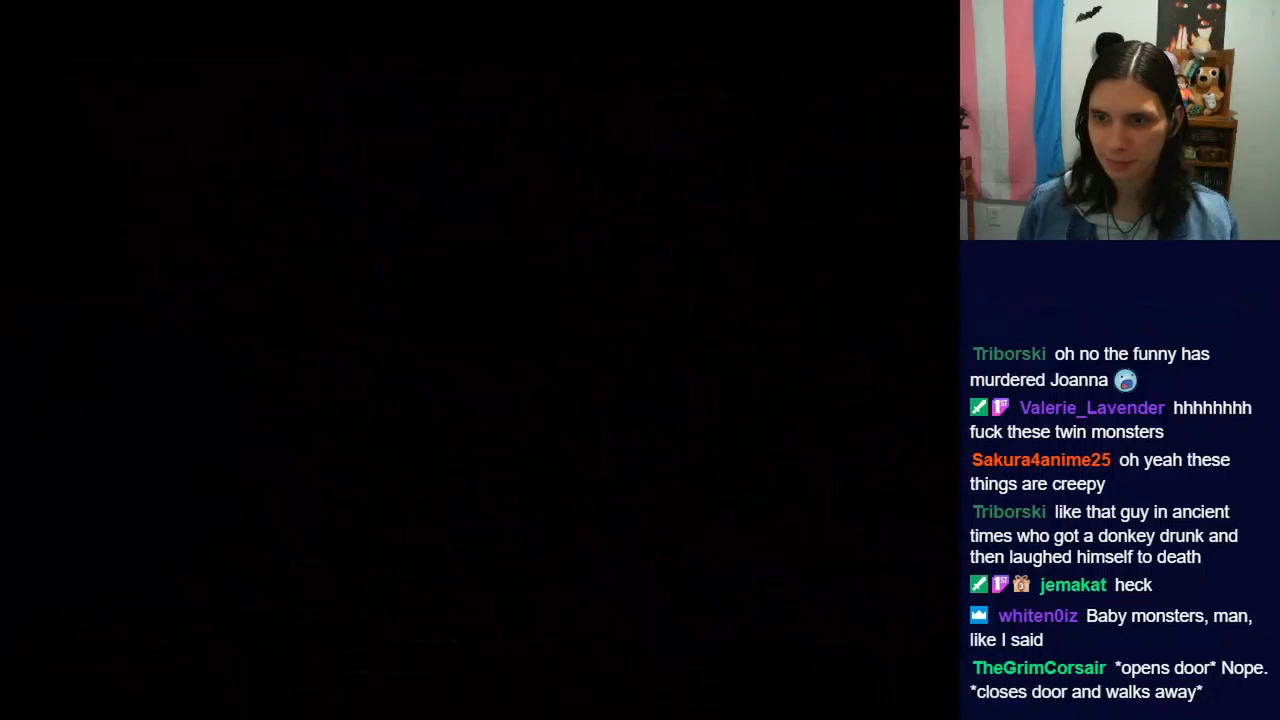 Triborski oh no the funny has
murdered Joanna
Valerie_Lavender hhhhhhhh
fuck these twin monsters
Sakura4anime25 oh yeah these
things are creepy
Triborski like that guy in ancient
times who got a donkey drunk and
then laughed himself to death
jemakat heck
whiten0iz Baby monsters, man,
like I said
TheGrimCorsair *opens door* Nope.
*closes door and walks away*